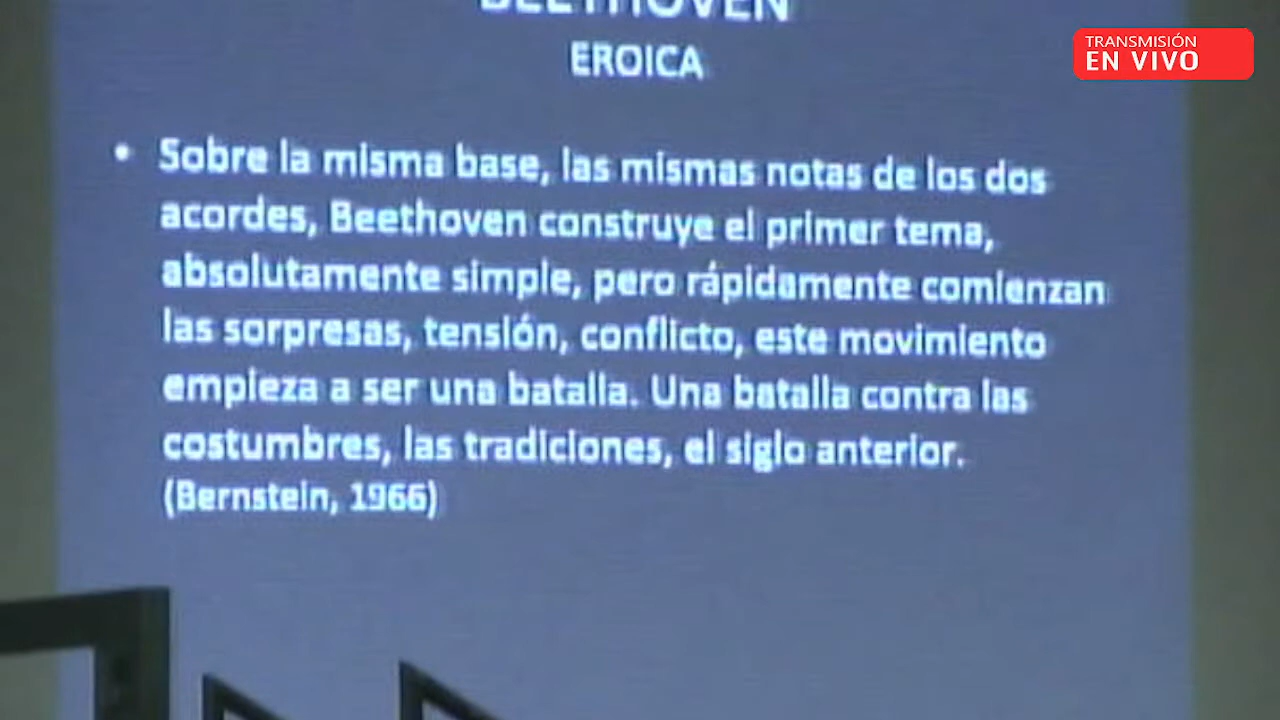 BEETHOVEN
EROICA
TRANSMISIÓN
EN VIVO
• Sobre la misma base, las mismas notas de los dos
acordes, Beethoven construye el primer tema,
absolutamente simple, pero rápidamente comienzan
las sorpresas, tensión, conflicto, este movimiento
empieza a ser una batalla. Una batalla contra las
costumbres, las tradiciones, el siglo anterior.
(Bernstein, 1966)